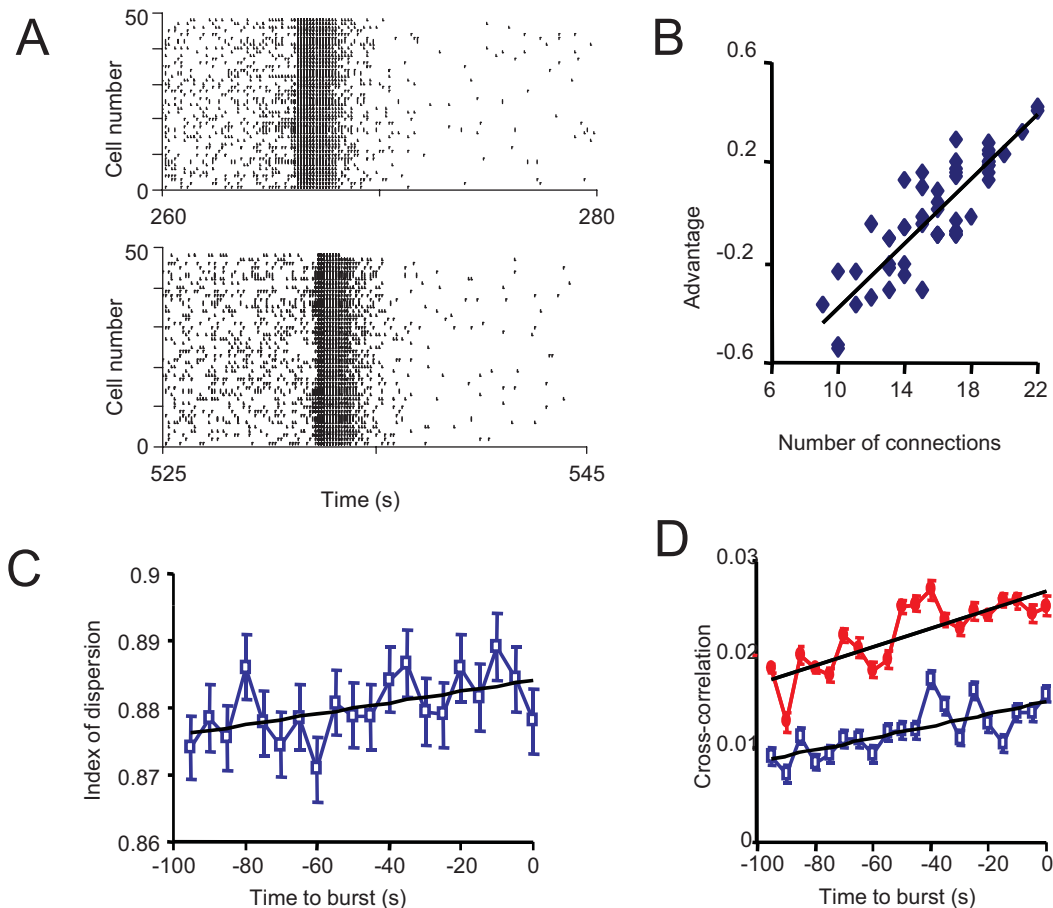 A
50
Cell number
0
260
280
50
Cell number
0
525
545
Time (s)
B
0.6
0.2
-0.2
-0.6
Advantage
6
10
14
18
22
Number of connections
C
0.9
0.89
0.88
0.87
0.86
Index of dispersion
-100
-80
-60
-40
-20
0
Time to burst (s)
D
0.03
0.02
0.01
0
Cross-correlation
-100
-80
-60
-40
-20
0
Time to burst (s)